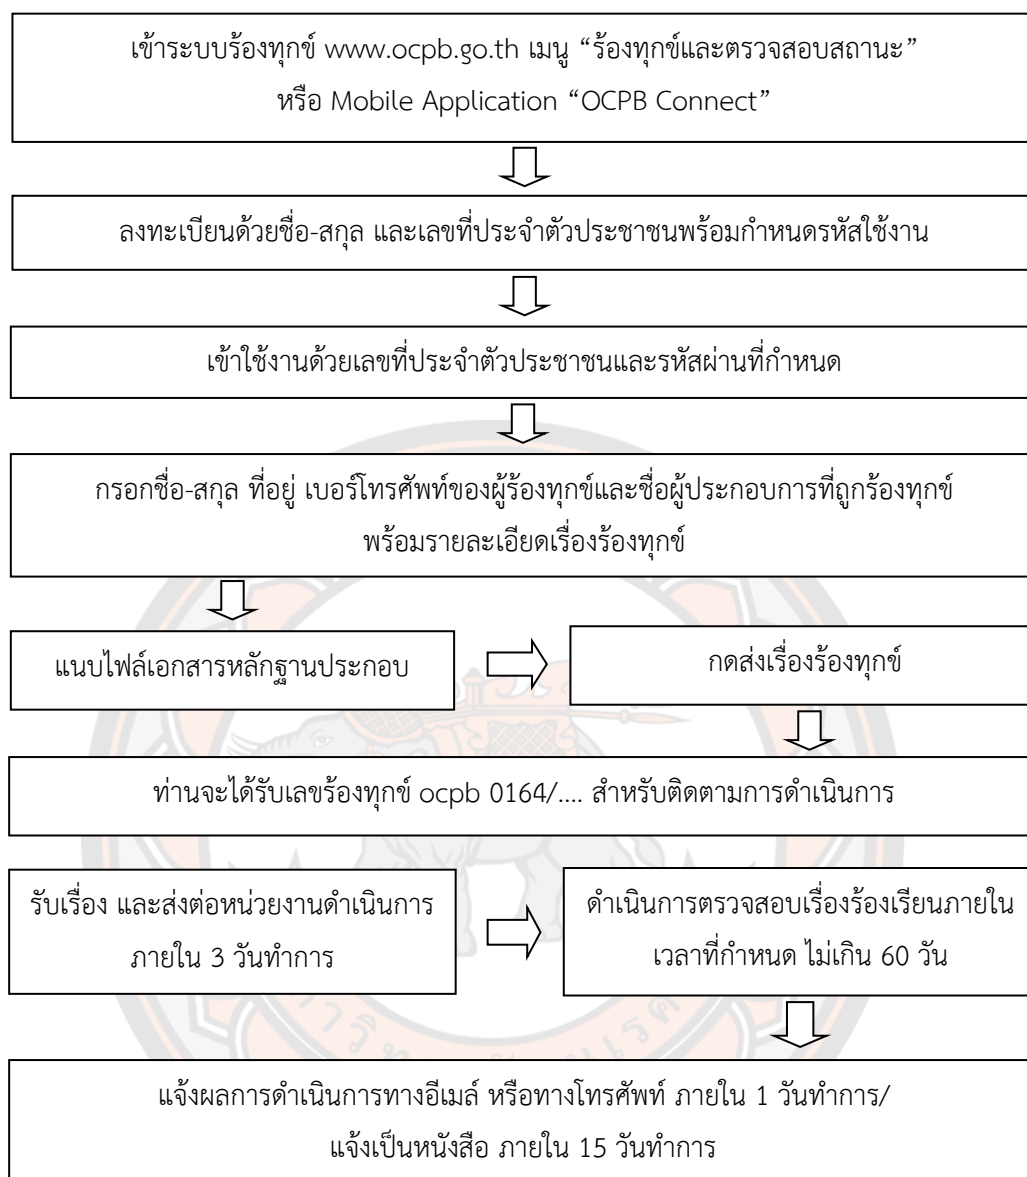 เข้าระบบร้องทุกข์ www.ocpb.go.th เมนู “ร้องทุกข์และตรวจสอบสถานะ”
หรือ Mobile Application “OCPB Connect”
ลงทะเบียนด้วยชื่อ-สกุล และเลขที่ประจำตัวประชาชนพร้อมกำหนดรหัสใช้งาน
เข้าใช้งานด้วยเลขที่ประจำตัวประชาชนและรหัสผ่านที่กำหนด
กรอกชื่อ-สกุล ที่อยู่ เบอร์โทรศัพท์ของผู้ร้องทุกข์และชื่อผู้ประกอบการที่ถูกร้องทุกข์
พร้อมรายละเอียดเรื่องร้องทุกข์
แนบไฟล์เอกสารหลักฐานประกอบ
กดส่งเรื่องร้องทุกข์
ท่านจะได้รับเลขร้องทุกข์ ocpb 0164/.... สำหรับติดตามการดำเนินการ
รับเรื่อง และส่งต่อหน่วยงานดำเนินการ
ภายใน 3 วันทำการ
ดำเนินการตรวจสอบเรื่องร้องเรียนภายใน
เวลาที่กำหนด ไม่เกิน 60 วัน
แจ้งผลการดำเนินการทางอีเมล์ หรือทางโทรศัพท์ ภายใน 1 วันทำการ/
แจ้งเป็นหนังสือ ภายใน 15 วันทำการ